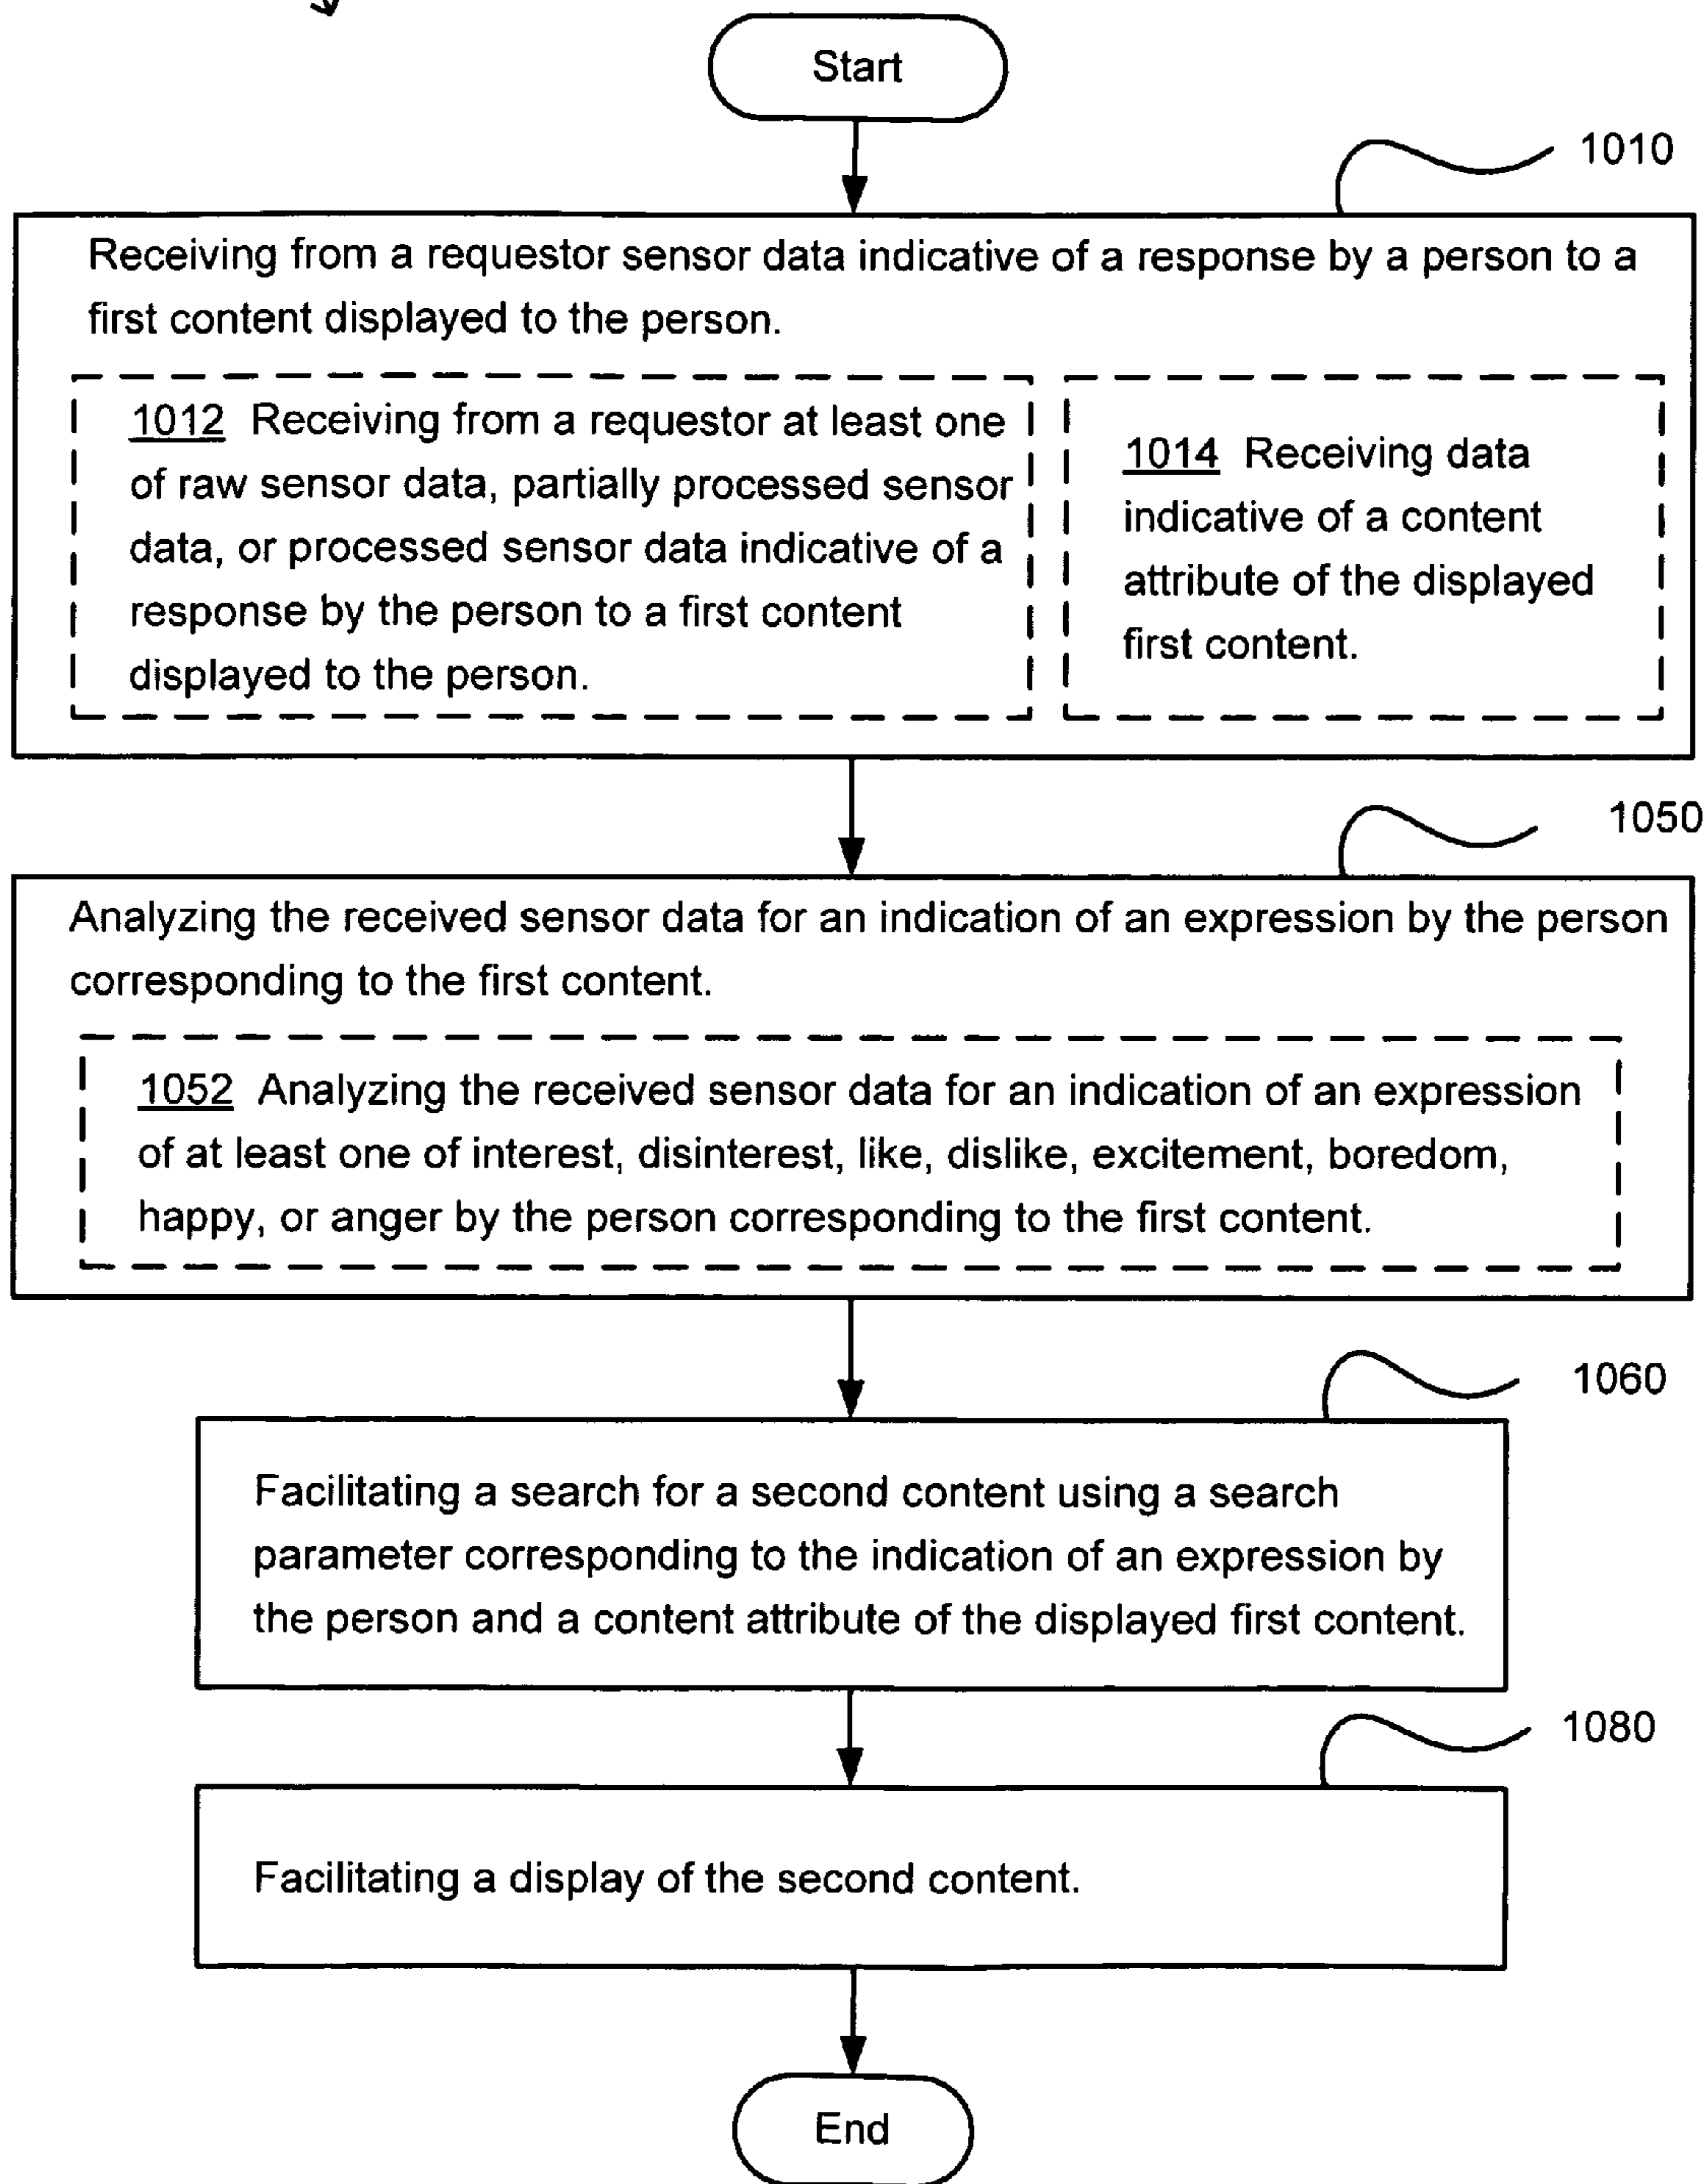 Start
1010
Receiving from a requestor sensor data indicative of a response by a person to a
first content displayed to the person.
1012 Receiving from a requestor at least one
of raw sensor data, partially processed sensor
data, or processed sensor data indicative of a
response by the person to a first content
displayed to the person.
1014 Receiving data
indicative of a content
attribute of the displayed
first content.
1050
Analyzing the received sensor data for an indication of an expression by the person
corresponding to the first content.
1052 Analyzing the received sensor data for an indication of an expression
of at least one of interest, disinterest, like, dislike, excitement, boredom,
happy, or anger by the person corresponding to the first content.
1060
Facilitating a search for a second content using a search
parameter corresponding to the indication of an expression by
the person and a content attribute of the displayed first content.
1080
Facilitating a display of the second content.
End